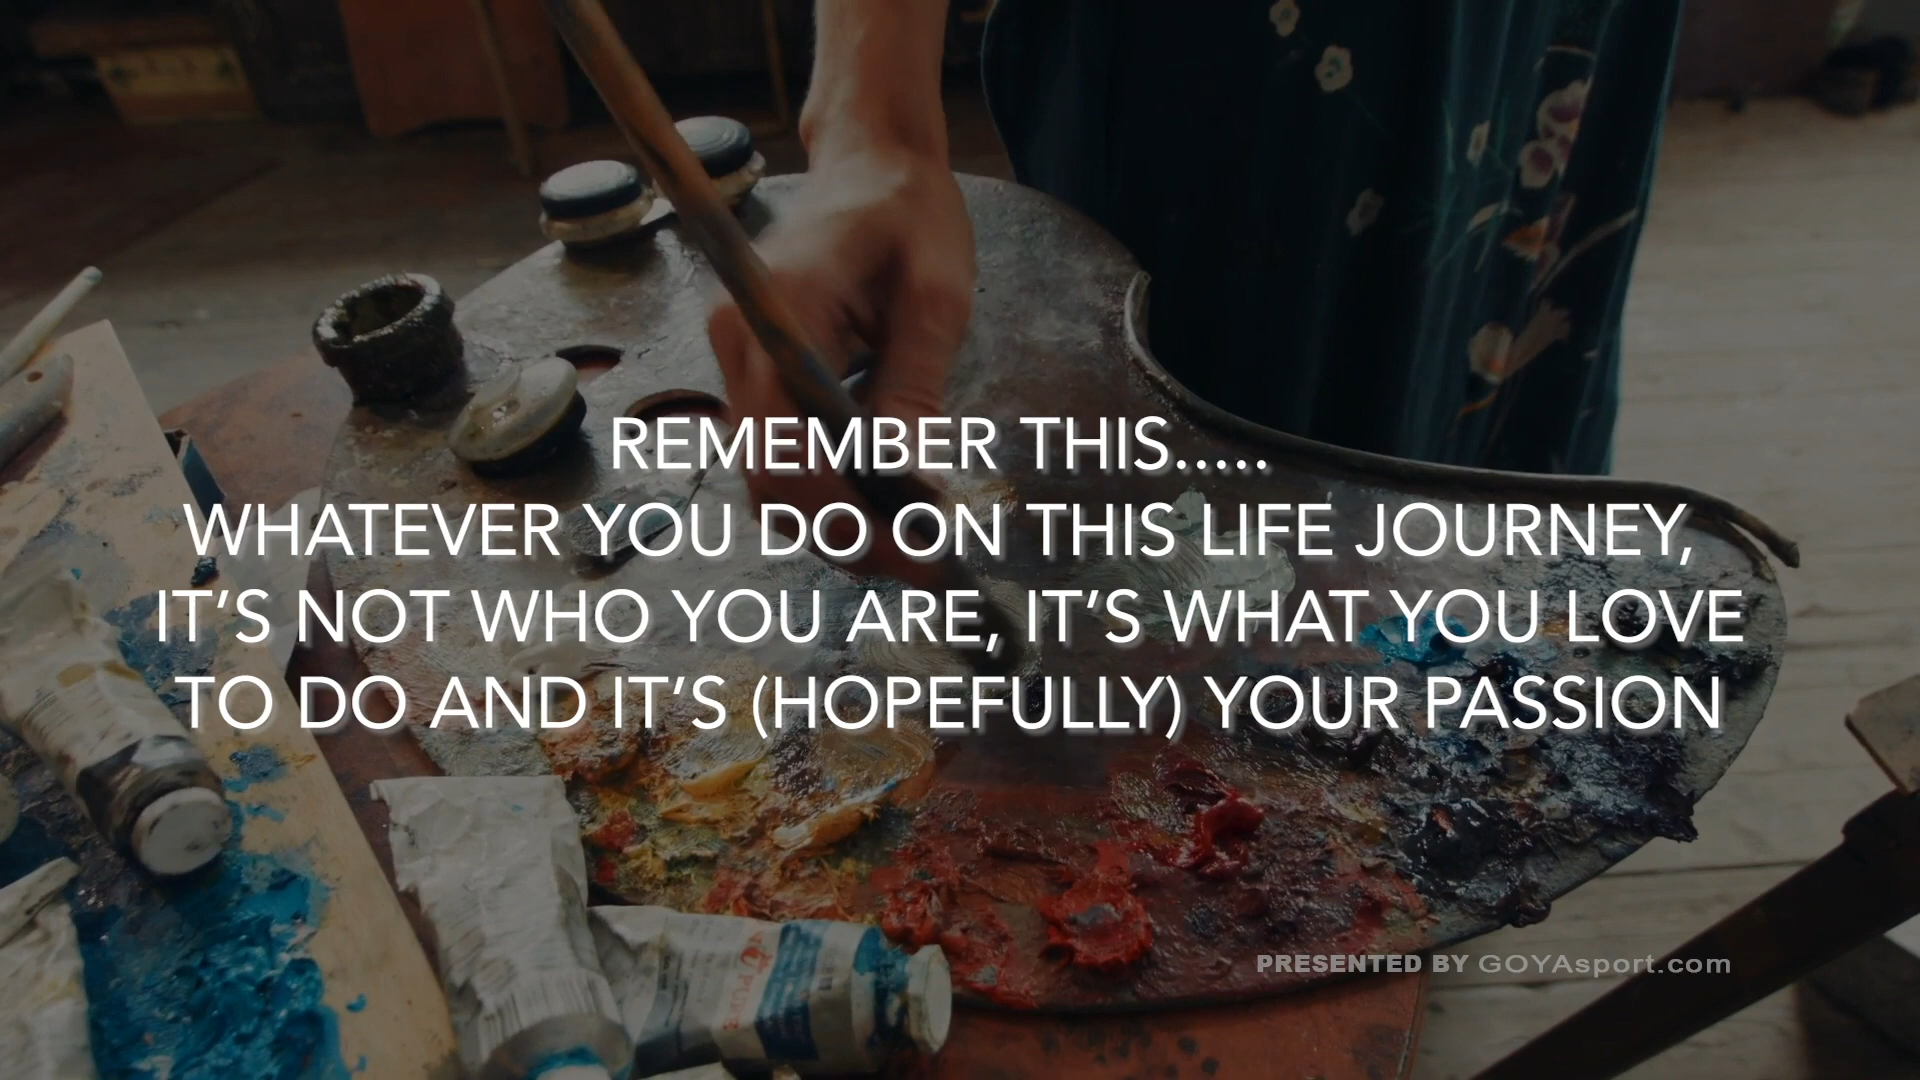 REMEMBER THIS.....
WHATEVER YOU DO ON THIS LIFE JOURNEY,
IT’S NOT WHO YOU ARE, IT’S WHAT YOU LOVE
TO DO AND IT’S (HOPEFULLY) YOUR PASSION
PRESENTED BY GOYAsport.com